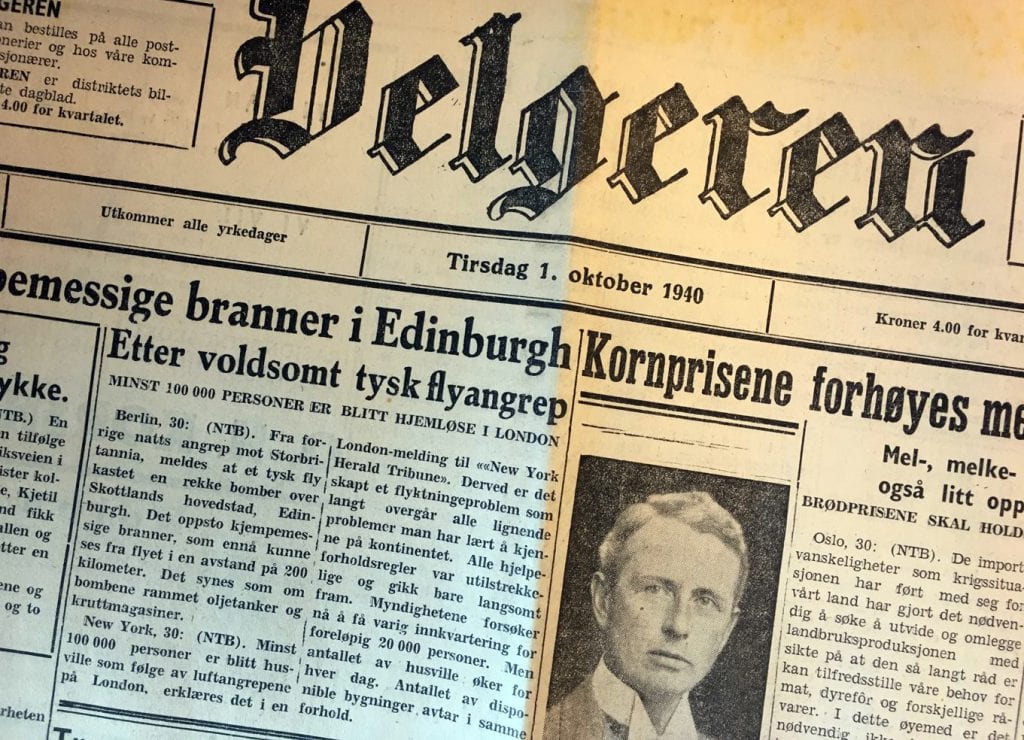 GEREN
an bestilles på alle post-
nerier og hos våre kom-
sjonærer.
REN er distriktets bil-
te dagblad.
4.00 for kvartalet.
Velgeren
Utkommer alle yrkedager
Tirsdag 1. oktober 1940
Kroner 4.00 for kvar
pemessige branner i Edinburgh
Etter voldsomt tysk flyangrep
MINST 100 000 PERSONER ER BLITT HJEMLØSE I LONDON
g
ykke.
NTB.) En
n tilfølge
iksveien i
ister kol-
e, Kjetil
nd fikk
allen og
etter en
ene og
og to
arheten
Berlin, 30: (NTB). Fra for-
rige natts angrep mot Storbri-
tannia, meldes at et tysk fly
kastet en rekke bomber over
Skottlands hovedstad, Edin-
burgh. Det oppsto kjempemes-
sige branner, som ennå kunne
ses fra flyet i en avstand på 200
kilometer. Det synes som om
bombene rammet oljetanker og
kruttmagasiner.
New York, 30: (NTB). Minst
100 000 personer er blitt hus-
ville som følge av luftangrepene
på London, erklæres det i en
London-melding til ««New York
Herald Tribune». Derved er det
skapt et flyktningeproblem som
langt overgår alle lignende
problemer man har lært å kjen-
ne på kontinentet. Alle hjelpe-
forholdsregler var utilstrekke-
lige og gikk bare langsomt
fram. Myndighetene forsøker
nå å få varig innkvartering for
foreløpig 20 000 personer. Men
antallet av husville øker for
hver dag. Antallet av dispo-
nible bygninger avtar i samme
forhold.
Kornprisene forhøyes me
Mel-, melke-
også litt opp
BRØDPRISENE SKAL HOLD
Oslo, 30: (NTB). De import
vanskeligheter som krigssitua
sjonen har ført med seg for
vårt land har gjort det nødven-
dig å søke å utvide og omlegge
landbruksproduksjonen med
sikte på at den så langt råd er
kan tilfredsstille våre behov for
mat, dyrefôr og forskjellige rå-
varer. I dette øyemed er det
nødvendig